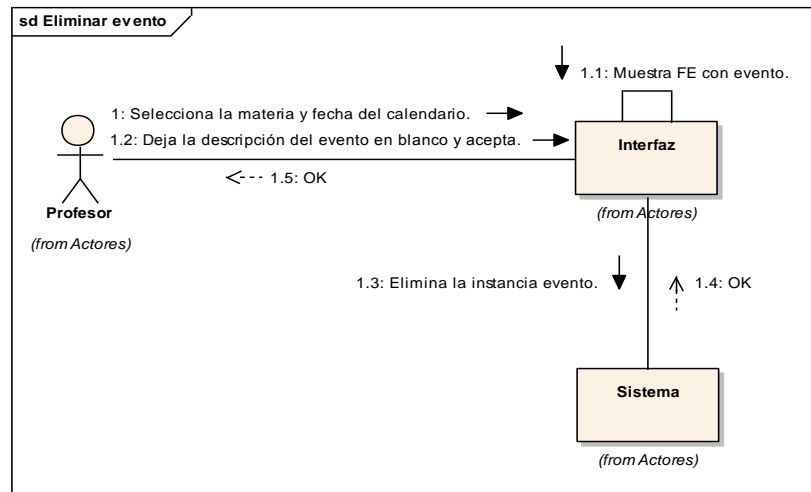 sd Eliminar evento
1.1: Muestra FE con evento.
1: Selecciona la materia y fecha del calendario.
1.2: Deja la descripción del evento en blanco y acepta.
Interfaz
1.5: OK
Profesor
(from Actores)
(from Actores)
1.3: Elimina la instancia evento.
1.4: OK
Sistema
(from Actores)